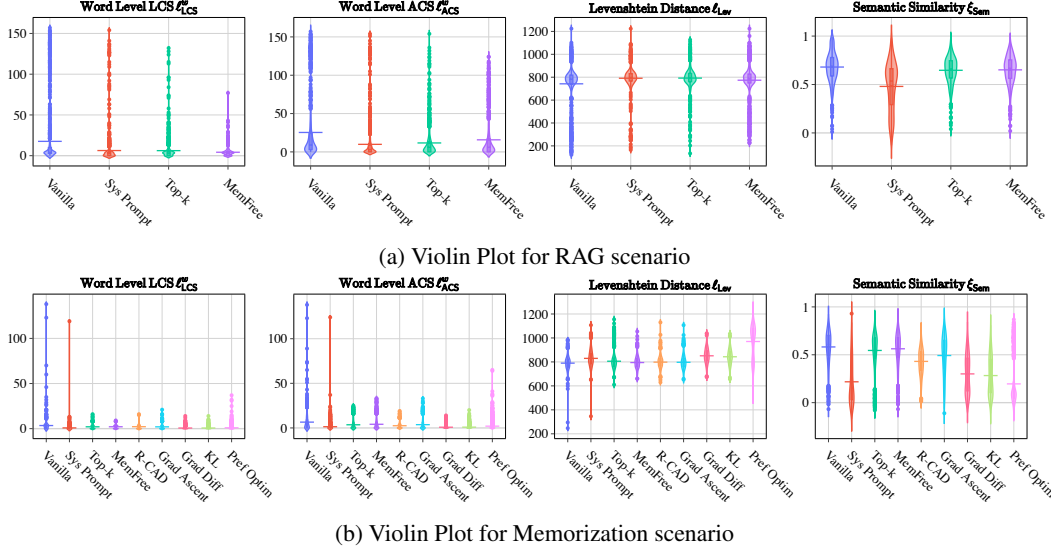 Word Level LCS ℓ^w_LCS
Word Level ACS ℓ^w_ACS
Levenshtein Distance ℓ_Lev
Semantic Similarity ξ_Sem
150
100
50
0
Vanilla
Sys Prompt
Top-k
MemFree
150
100
50
0
Vanilla
Sys Prompt
Top-k
MemFree
1200
1000
800
600
400
200
Vanilla
Sys Prompt
Top-k
MemFree
1
0.5
0
Vanilla
Sys Prompt
Top-k
MemFree
(a) Violin Plot for RAG scenario
Word Level LCS ℓ^w_LCS
Word Level ACS ℓ^w_ACS
Levenshtein Distance ℓ_Lev
Semantic Similarity ξ_Sem
100
50
0
Vanilla
Sys Prompt
Top-k
MemFree
R-CAD
Grad Ascent
Grad Diff
KL
Pref Optim
100
50
0
Vanilla
Sys Prompt
Top-k
MemFree
R-CAD
Grad Ascent
Grad Diff
KL
Pref Optim
1200
1000
800
600
400
200
Vanilla
Sys Prompt
Top-k
MemFree
R-CAD
Grad Ascent
Grad Diff
KL
Pref Optim
1
0.5
0
Vanilla
Sys Prompt
Top-k
MemFree
R-CAD
Grad Ascent
Grad Diff
KL
Pref Optim
(b) Violin Plot for Memorization scenario